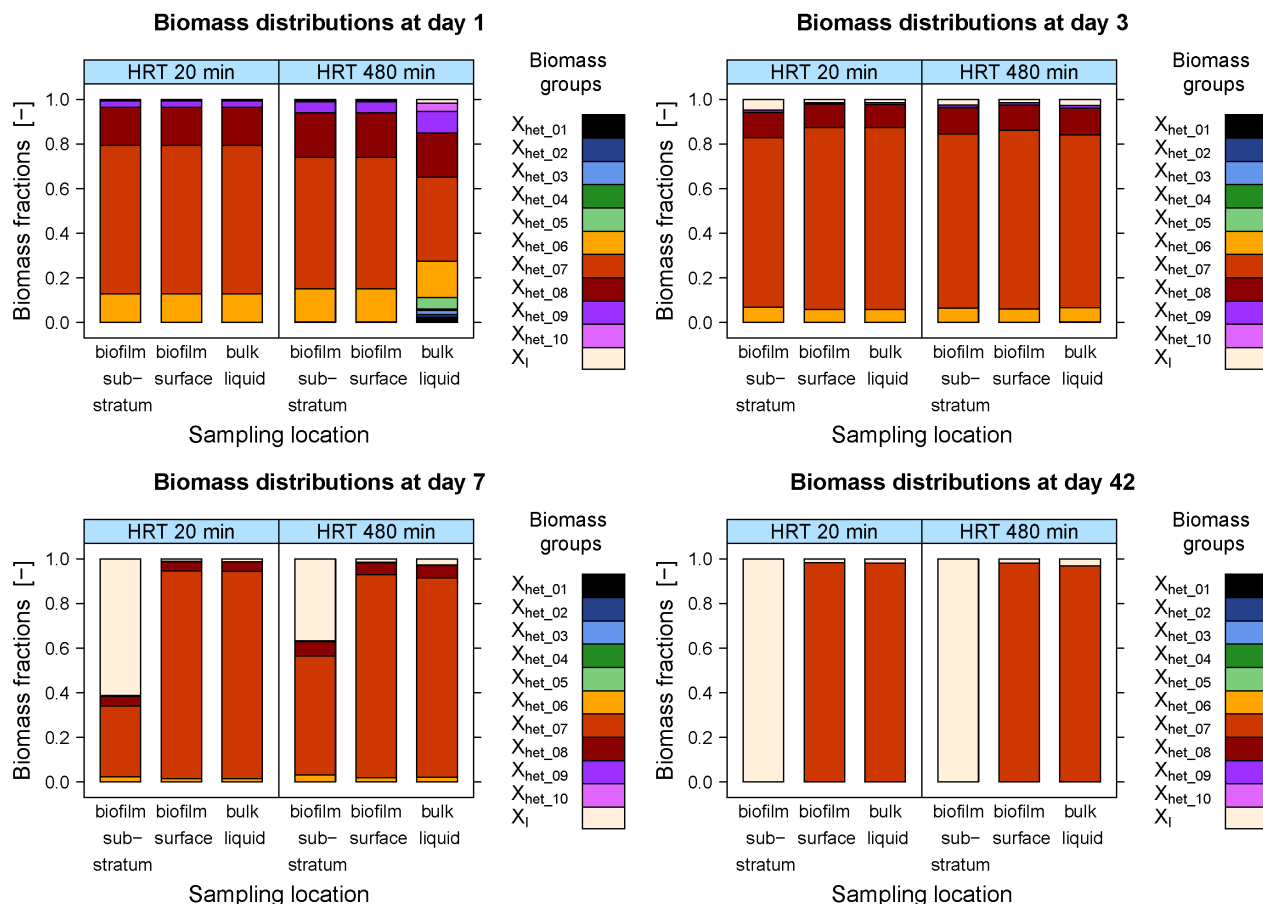 Biomass distributions at day 1
HRT 20 min HRT 480 min
Biomass fractions [−]
1.0
0.8
0.6
0.4
0.2
0.0
biofilm biofilm bulk biofilm biofilm bulk
sub− surface liquid sub− surface liquid
stratum stratum
Sampling location
Biomass
groups
Xhet_01
Xhet_02
Xhet_03
Xhet_04
Xhet_05
Xhet_06
Xhet_07
Xhet_08
Xhet_09
Xhet_10
XI
Biomass distributions at day 3
HRT 20 min HRT 480 min
Biomass fractions [−]
1.0
0.8
0.6
0.4
0.2
0.0
biofilm biofilm bulk biofilm biofilm bulk
sub− surface liquid sub− surface liquid
stratum stratum
Sampling location
Biomass
groups
Xhet_01
Xhet_02
Xhet_03
Xhet_04
Xhet_05
Xhet_06
Xhet_07
Xhet_08
Xhet_09
Xhet_10
XI
Biomass distributions at day 7
HRT 20 min HRT 480 min
Biomass fractions [−]
1.0
0.8
0.6
0.4
0.2
0.0
biofilm biofilm bulk biofilm biofilm bulk
sub− surface liquid sub− surface liquid
stratum stratum
Sampling location
Biomass
groups
Xhet_01
Xhet_02
Xhet_03
Xhet_04
Xhet_05
Xhet_06
Xhet_07
Xhet_08
Xhet_09
Xhet_10
XI
Biomass distributions at day 42
HRT 20 min HRT 480 min
Biomass fractions [−]
1.0
0.8
0.6
0.4
0.2
0.0
biofilm biofilm bulk biofilm biofilm bulk
sub− surface liquid sub− surface liquid
stratum stratum
Sampling location
Biomass
groups
Xhet_01
Xhet_02
Xhet_03
Xhet_04
Xhet_05
Xhet_06
Xhet_07
Xhet_08
Xhet_09
Xhet_10
XI